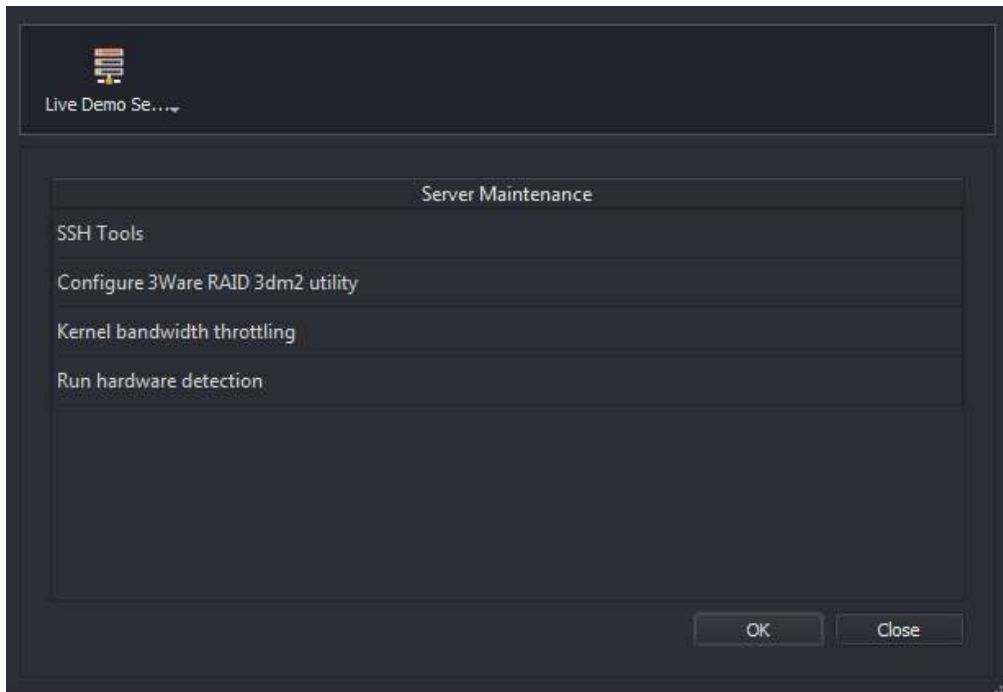 Live Demo Se...
Server Maintenance
SSH Tools
Configure 3Ware RAID 3dm2 utility
Kernel bandwidth throttling
Run hardware detection
OK
Close